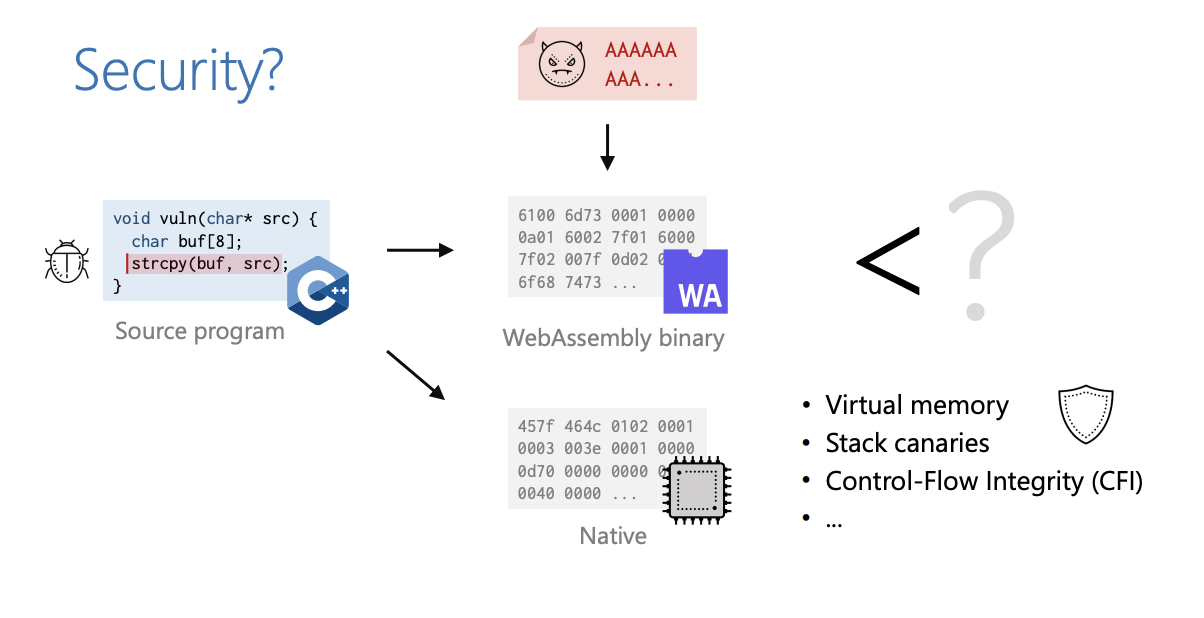 Security?
AAAAAA
AAA...
void vuln(char* src) {
char buf[8];
strcpy(buf, src);
}
C++
Source program
6100 6d73 0001 0000
0a01 6002 7f01 6000
7f02 007f 0d02 0
6f68 7473 ...
WA
WebAssembly binary
< ?
457f 464c 0102 0001
0003 003e 0001 0000
0d70 0000 0000
0040 0000 ...
Native
• Virtual memory
• Stack canaries
• Control-Flow Integrity (CFI)
• ...